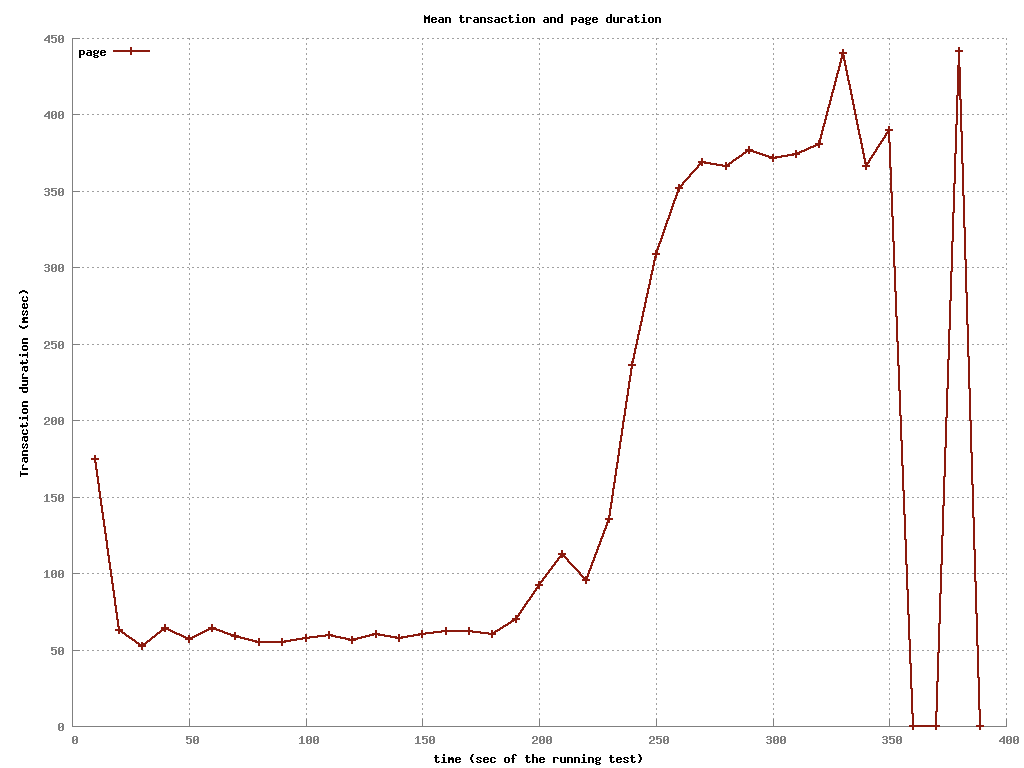 Mean transaction and page duration
450
page
400
350
300
250
200
150
100
50
0
Transaction duration (msec)
0 50 100 150 200 250 300 350 400
time (sec of the running test)